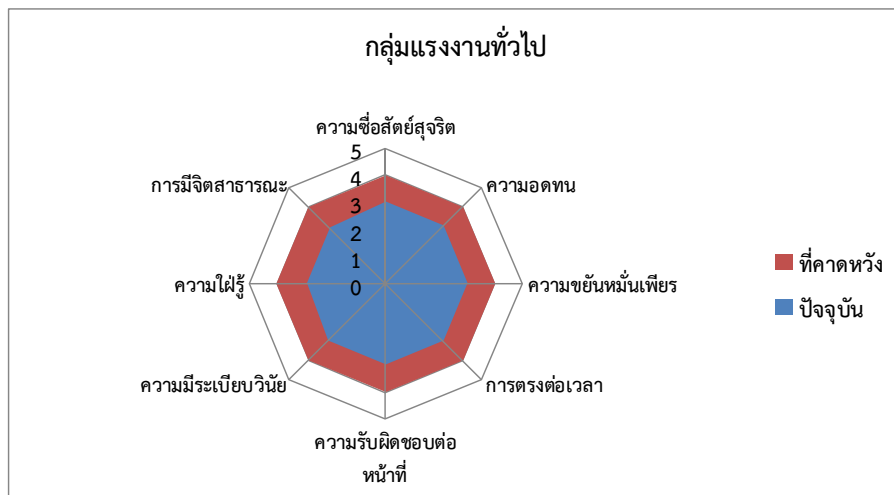 กลุ่มแรงงานทั่วไป
ความซื่อสัตย์สุจริต
ความอดทน
ความขยันหมั่นเพียร
การตรงต่อเวลา
ความรับผิดชอบต่อ
หน้าที่
ความมีระเบียบวินัย
ความใฝ่รู้
การมีจิตสาธารณะ
5
4
3
2
1
0
ที่คาดหวัง
ปัจจุบัน